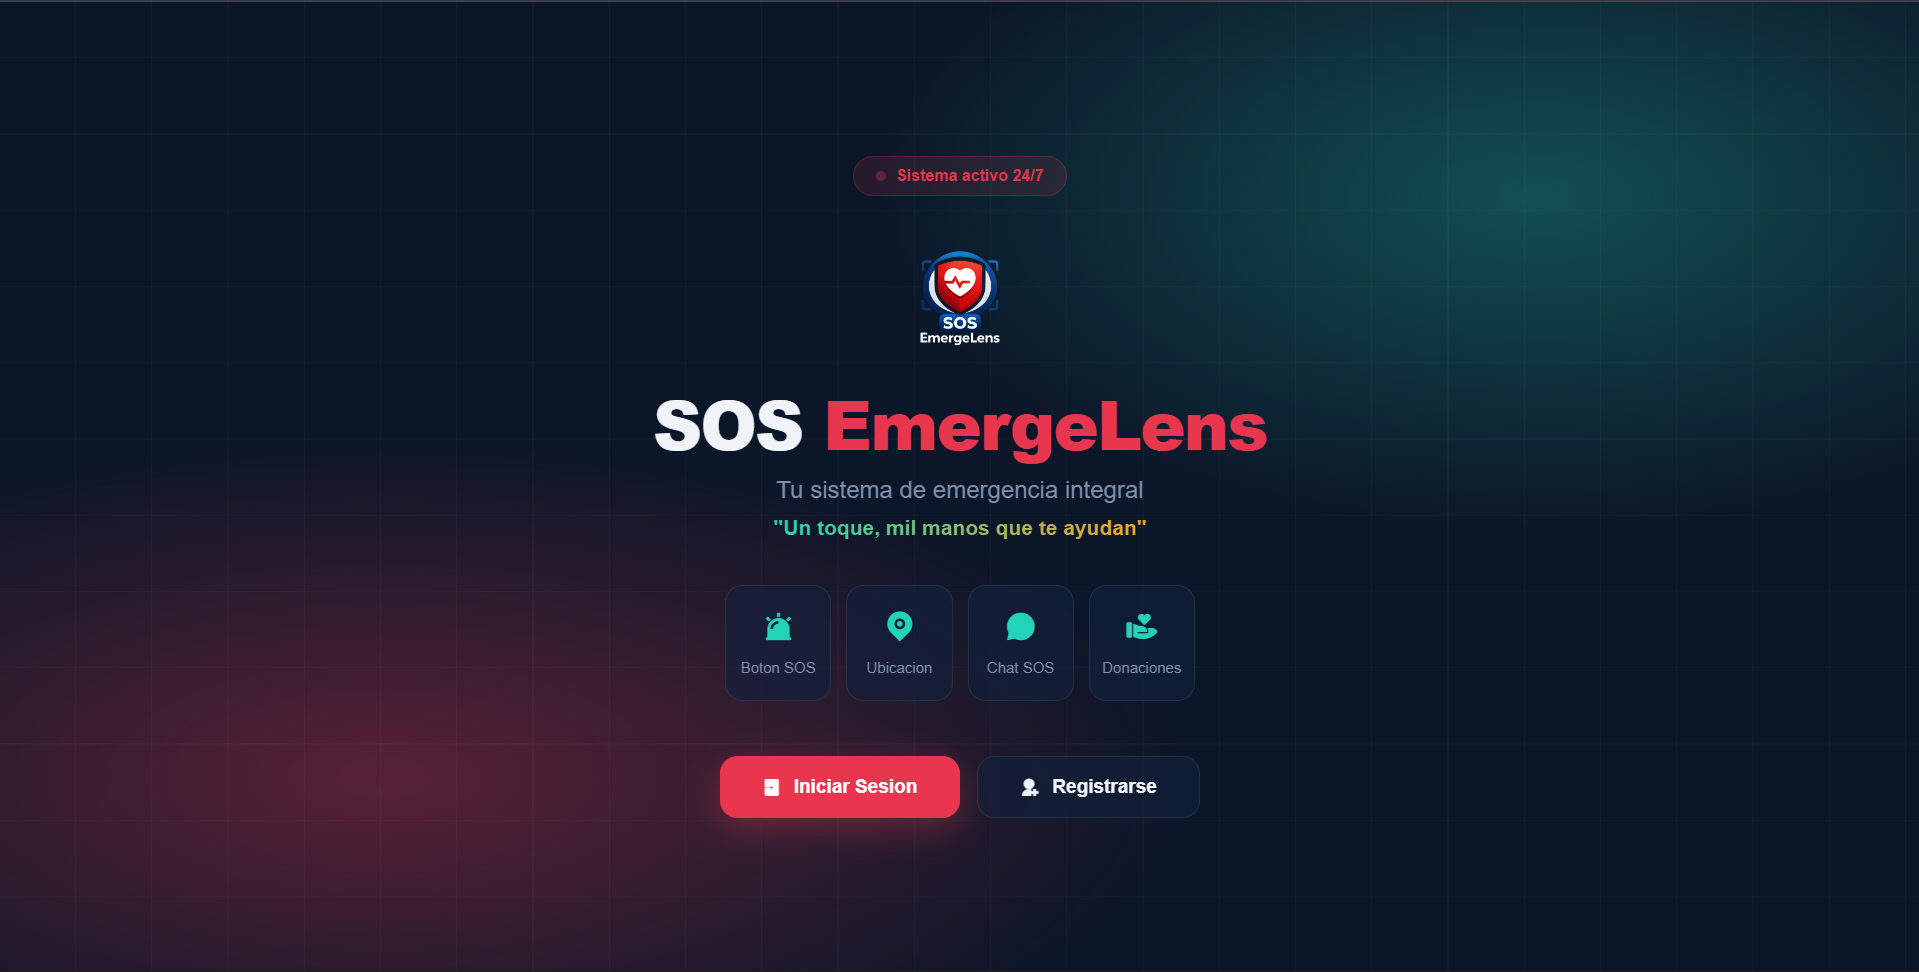 Sistema activo 24/7
SOS
EmergeLens
SOS EmergeLens
Tu sistema de emergencia integral
"Un toque, mil manos que te ayudan"
Boton SOS
Ubicacion
Chat SOS
Donaciones
Iniciar Sesion
Registrarse